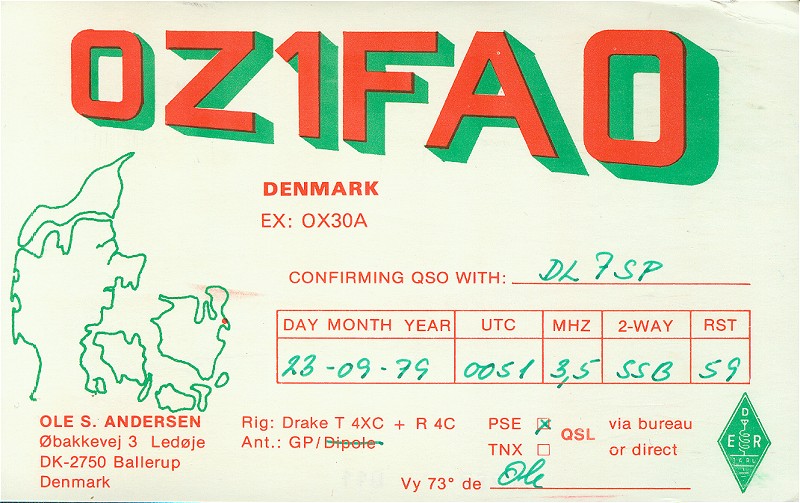 OZ1FAO
DENMARK
EX: OX30A
CONFIRMING QSO WITH: DL7SP
DAY MONTH YEAR UTC MHZ 2-WAY RST
23-09-79 0051 3,5 SSB 59
OLE S. ANDERSEN
Øbakkevej 3 Ledøje
DK-2750 Ballerup
Denmark
Rig: Drake T 4XC + R 4C
Ant.: GP/Dipole
PSE X QSL via bureau
TNX or direct
Vy 73° de Ole
D
E R